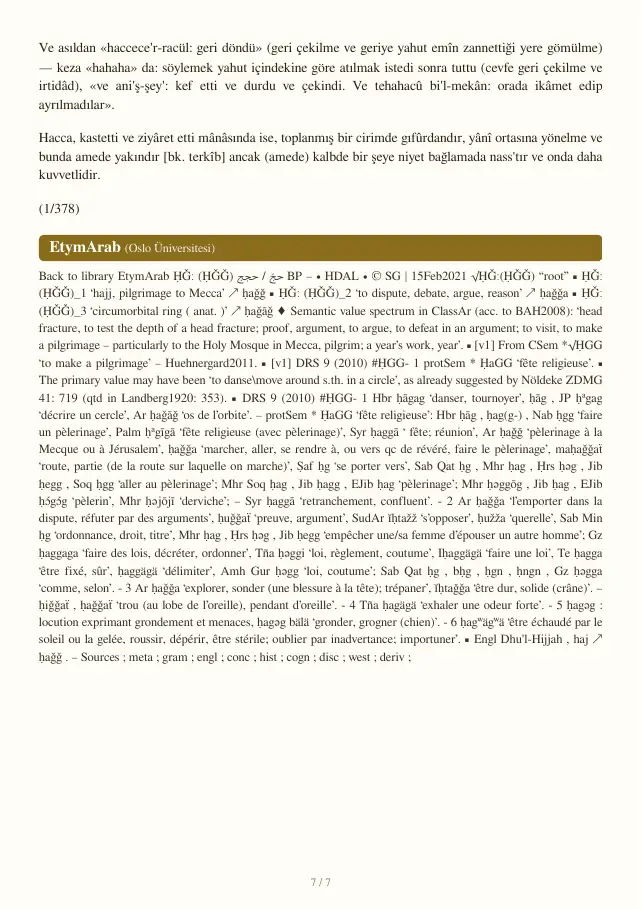 Ve asıldan «haccece'r-racül: geri döndü» (geri çekilme ve geriye yahut emîn zannettiği yere gömülme)
— keza «hahaha» da: söylemek yahut içindekine göre atılmak istedi sonra tuttu (cevfe geri çekilme ve
irtidâd), «ve ani'ş-şey': kef etti ve durdu ve çekindi. Ve tehahacû bi'l-mekân: orada ikâmet edip
ayrılmadılar».
Hacca, kastetti ve ziyâret etti mânâsında ise, toplanmış bir cirimde gıfûrdandır, yânî ortasına yönelme ve
bunda amede yakındır [bk. terkîb] ancak (amede) kalbde bir şeye niyet bağlamada nass'tır ve onda daha
kuvvetlidir.
(1/378)
EtymArab (Oslo Üniversitesi)
Back to library EtymArab ḤǦː (ḤǦǦ) حجّ / حجج BP – • HDAL • © SG | 15Feb2021 √ḤǦː(ḤǦǦ) “root” ▪ ḤǦː
(ḤǦǦ)_1 ‘hajj, pilgrimage to Mecca’ ↗ ḥaǧǧ ▪ ḤǦː (ḤǦǦ)_2 ‘to dispute, debate, argue, reason’ ↗ ḥaǧǧa ▪ ḤǦː
(ḤǦǦ)_3 ‘circumorbital ring ( anat. )’ ↗ ḥaǧāǧ ♦ Semantic value spectrum in ClassAr (acc. to BAH2008): ‘head
fracture, to test the depth of a head fracture; proof, argument, to argue, to defeat in an argument; to visit, to make
a pilgrimage – particularly to the Holy Mosque in Mecca, pilgrim; a year's work, year’. ▪ [v1] From CSem *√ḤGG
‘to make a pilgrimage’ – Huehnergard2011. ▪ [v1] DRS 9 (2010) #ḤGG- 1 protSem * ḤaGG ‘fête religieuse’. ▪
The primary value may have been ‘to danse\move around s.th. in a circle’, as already suggested by Nöldeke ZDMG
41: 719 (qtd in Landberg1920: 353). ▪ DRS 9 (2010) #ḤGG- 1 Hbr ḥāgag ‘danser, tournoyer’, ḥāg , JP ḥᵃgag
‘décrire un cercle’, Ar ḥaǧāǧ ‘os de l'orbite’. – protSem * ḤaGG ‘fête religieuse’: Hbr ḥāg , ḥag(g-) , Nab ḥgg ‘faire
un pèlerinage’, Palm ḥᵃgīgā ‘fête religieuse (avec pèlerinage)’, Syr ḥaggā ‘ fête; réunion’, Ar ḥaǧǧ ‘pèlerinage à la
Mecque ou à Jérusalem’, ḥaǧǧa ‘marcher, aller, se rendre à, ou vers qc de révéré, faire le pèlerinage’, maḥaǧǧaẗ
‘route, partie (de la route sur laquelle on marche)’, Ṣaf ḥg ‘se porter vers’, Sab Qat ḥg , Mhr ḥag , Ḥrs ḥəg , Jib
ḥegg , Soq ḥgg ‘aller au pèlerinage’; Mhr Soq ḥag , Jib ḥagg , EJib ḥag ‘pèlerinage’; Mhr ḥəggōg , Jib ḥag , EJib
ḥógóg ‘pèlerin’, Mhr ḥəjōjī ‘derviche’; – Syr ḥaggā ‘retranchement, confluent’. - 2 Ar ḥaǧǧa ‘l'emporter dans la
dispute, réfuter par des arguments’, ḥuǧǧaẗ ‘preuve, argument’, SudAr ïḥtažž ‘s'opposer’, ḥužža ‘querelle’, Sab Min
ḥg ‘ordonnance, droit, titre’, Mhr ḥag , Ḥrs ḥəg , Jib ḥegg ‘empêcher une/sa femme d'épouser un autre homme’; Gz
ḥaggaga ‘faire des lois, décréter, ordonner’, Tña ḥəggi ‘loi, règlement, coutume’, Iḥaggägä ‘faire une loi’, Te ḥagga
‘être fixé, sûr’, ḥaggägä ‘délimiter’, Amh Gur ḥəgg ‘loi, coutume’; Sab Qat ḥg , bḥg , ḥgn , ḥngn , Gz ḥəgga
‘comme, selon’. - 3 Ar ḥaǧǧa ‘explorer, sonder (une blessure à la tête); trépaner’, ïḥtaǧǧa ‘être dur, solide (crâne)’. –
ḥiǧǧaẗ , ḥaǧǧaẗ ‘trou (au lobe de l'oreille), pendant d'oreille’. - 4 Tña ḥagägä ‘exhaler une odeur forte’. - 5 ḥagəg :
locution exprimant grondement et menaces, ḥagəg bälä ‘gronder, grogner (chien)’. - 6 ḥagʷägʷä ‘être échaudé par le
soleil ou la gelée, roussir, dépérir, être stérile; oublier par inadvertance; importuner’. ▪ Engl Dhu'l-Hijjah , haj ↗
ḥaǧǧ . – Sources ; meta ; gram ; engl ; conc ; hist ; cogn ; disc ; west ; deriv ;
7 / 7